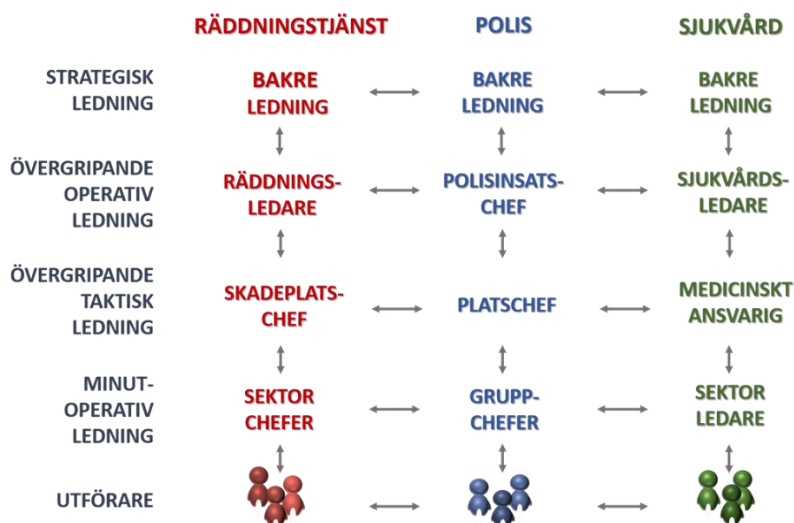 RÄDDNINGSTJÄNST POLIS SJUKVÅRD
STRATEGISK
LEDNING
BAKRE
LEDNING
BAKRE
LEDNING
BAKRE
LEDNING
ÖVERGRIPANDE
OPERATIV
LEDNING
RÄDDNINGS-
LEDARE
POLISINSATS-
CHEF
SJUKVÅRDS-
LEDARE
ÖVERGRIPANDE
TAKTISK
LEDNING
SKADEPLATS-
CHEF
PLATSCHEF
MEDICINSKT
ANSVARIG
MINUT-
OPERATIV
LEDNING
SEKTOR
CHEFER
GRUPP-
CHEFER
SEKTOR
LEDARE
UTFÖRARE